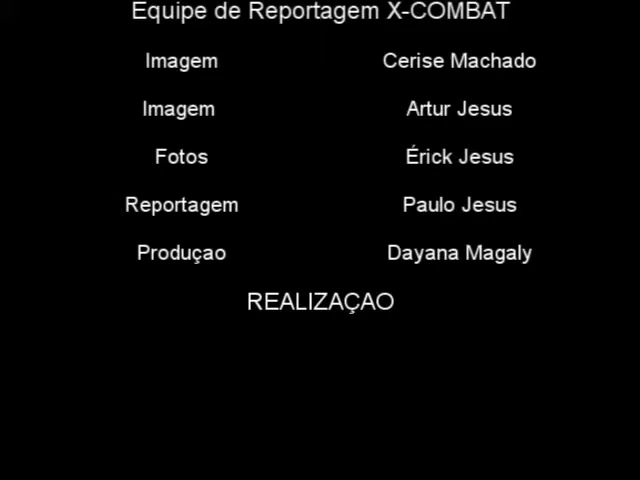 Equipe de Reportagem X-COMBAT
Imagem Cerise Machado
Imagem Artur Jesus
Fotos Érick Jesus
Reportagem Paulo Jesus
Produçao Dayana Magaly
REALIZAÇAO